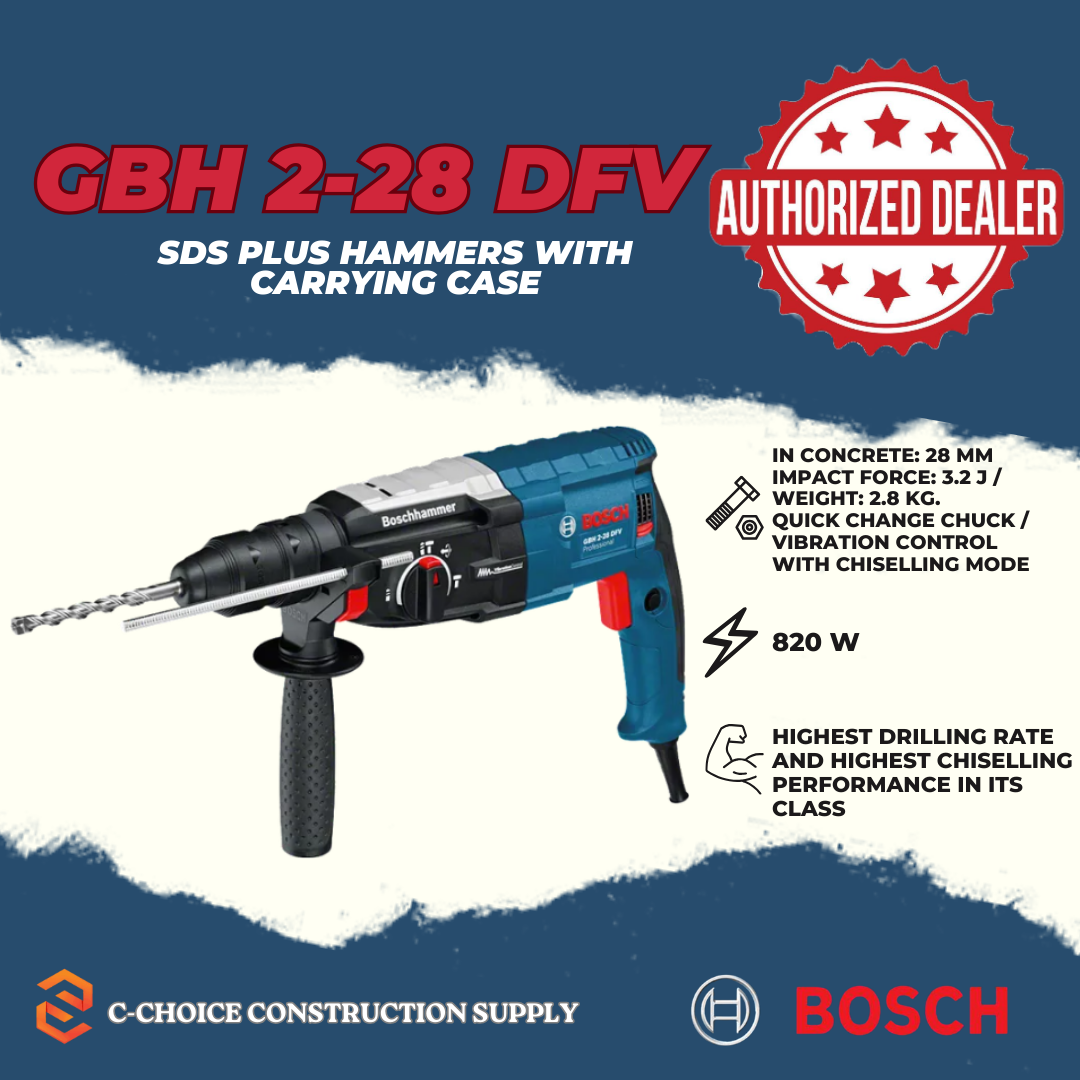 GBH 2-28 DFV
SDS PLUS HAMMERS WITH
CARRYING CASE
AUTHORIZED DEALER
IN CONCRETE: 28 MM
IMPACT FORCE: 3.2 J /
WEIGHT: 2.8 KG.
QUICK CHANGE CHUCK /
VIBRATION CONTROL
WITH CHISELLING MODE
820 W
HIGHEST DRILLING RATE
AND HIGHEST CHISELLING
PERFORMANCE IN ITS
CLASS
Boschhammer
BOSCH
GBH 2-28 DFV
Professional
C-CHOICE CONSTRUCTION SUPPLY
BOSCH